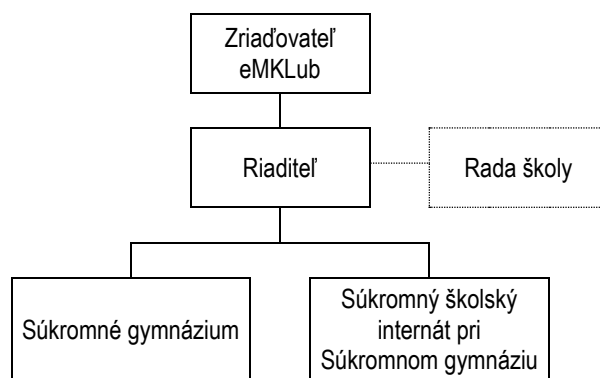 Zriaďovateľ
eMKLub
Riaditeľ
Rada školy
Súkromné gymnázium
Súkromný školský
internát pri
Súkromnom gymnáziu